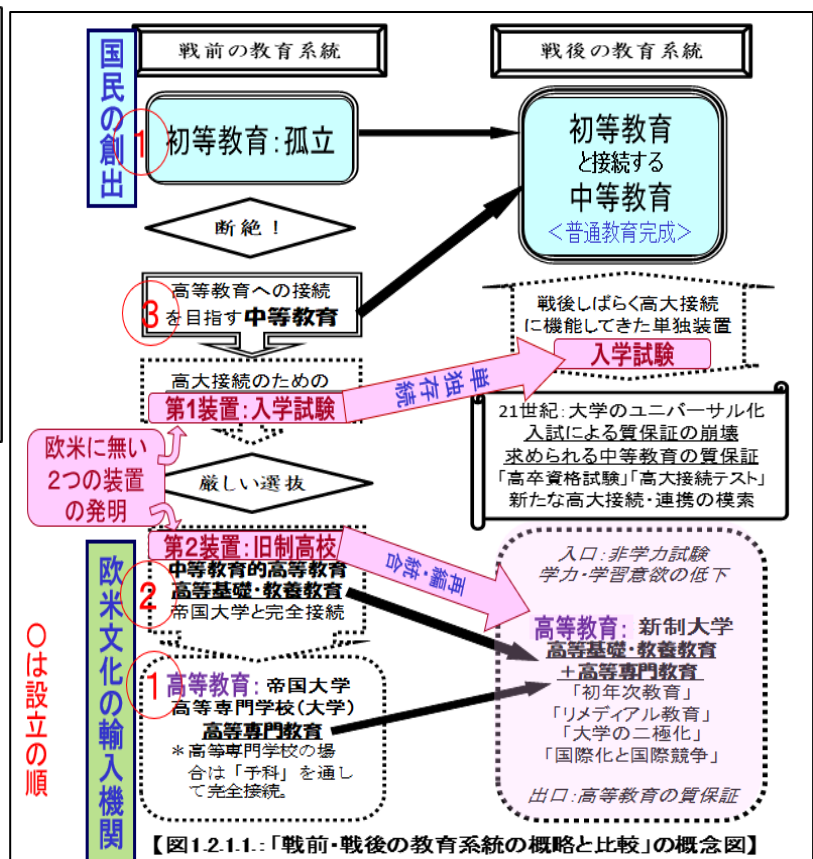 戦前の教育系統
戦後の教育系統
国民の創出
1
初等教育：孤立
初等教育
と接続する
中等教育
＜普通教育完成＞
断絶！
3
高等教育への接続
を目指す中等教育
戦後しばらく高大接続
に機能してきた単独装置
入学試験
高大接続のための
第1装置：入学試験
単独存続
欧米に無い
2つの装置
の発明
21世紀：大学のユニバーサル化
入試による質保証の崩壊
求められる中等教育の質保証
「高卒資格試験」「高大接続テスト」
新たな高大接続・連携の模索
厳しい選抜
第2装置：旧制高校
再編・統合
中等教育的高等教育
2
高等基礎・教養教育
帝国大学と完全接続
入口：非学力試験
学力・学習意欲の低下
欧米文化の輸入機関
〇は設立の順
1
高等教育：帝国大学
高等専門学校（大学）
高等専門教育
＊高等専門学校の場
合は「予科」を通し
て完全接続。
高等教育：新制大学
高等基礎・教養教育
＋高等専門教育
「初年次教育」
「リメディアル教育」
「大学の二極化」
「国際化と国際競争」
出口：高等教育の質保証
【図1.2.1.1.：「戦前・戦後の教育系統の概略と比較」の概念図】